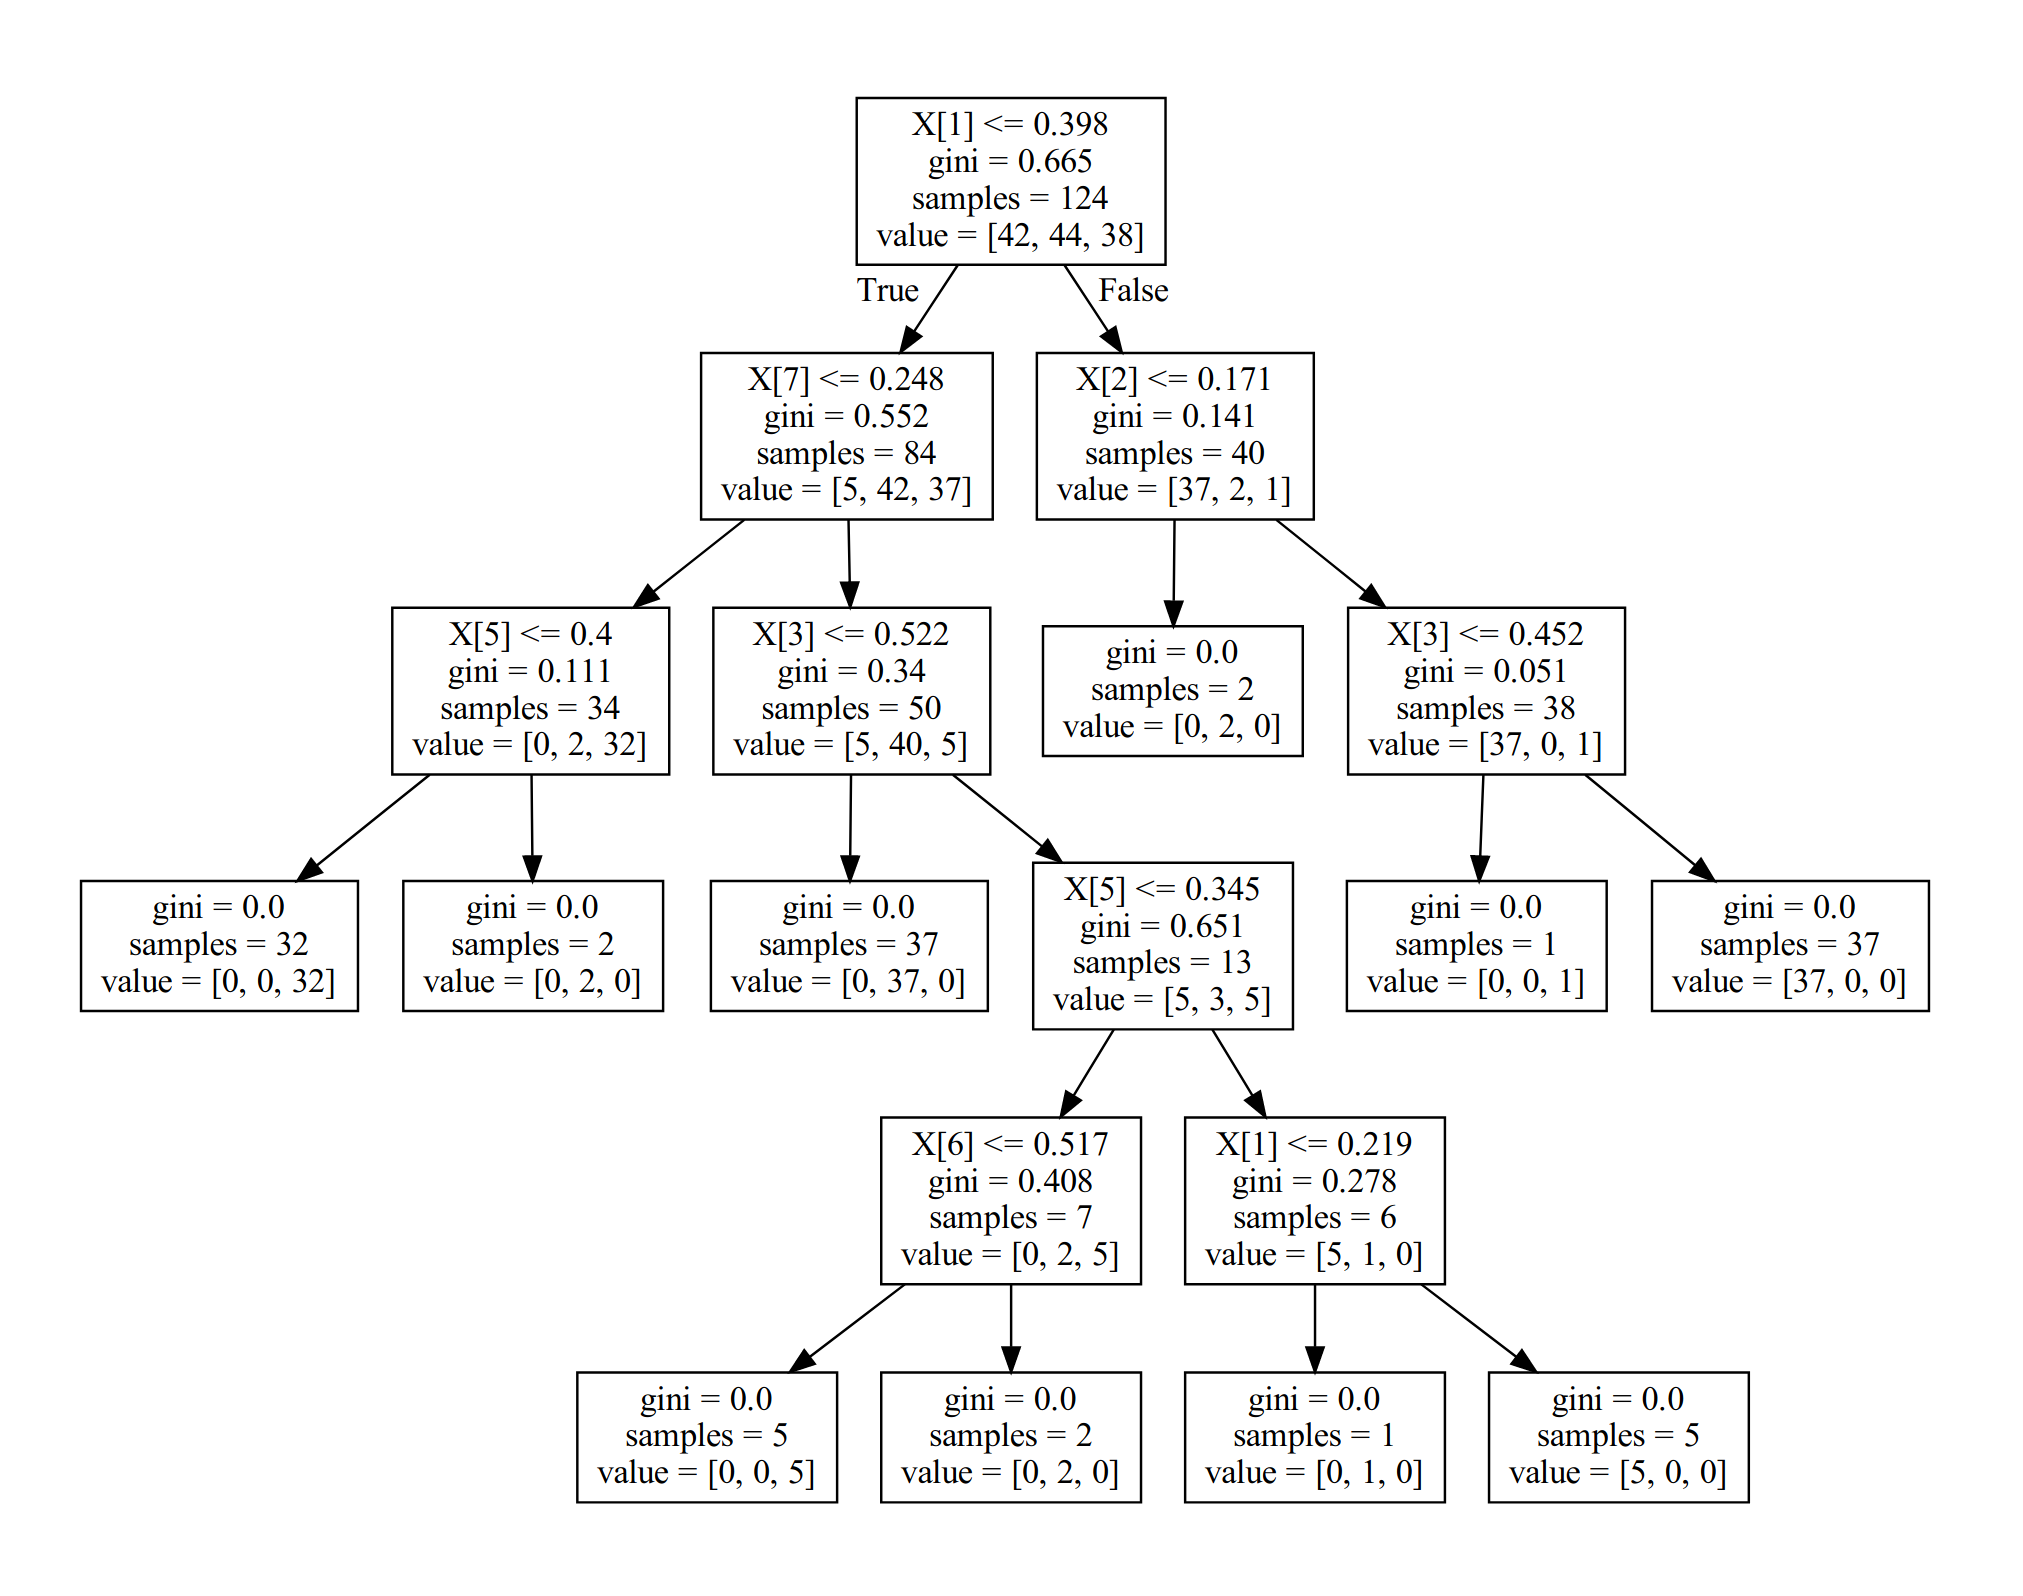 X[1] <= 0.398
gini = 0.665
samples = 124
value = [42, 44, 38]
True
False
X[7] <= 0.248
gini = 0.552
samples = 84
value = [5, 42, 37]
X[2] <= 0.171
gini = 0.141
samples = 40
value = [37, 2, 1]
X[5] <= 0.4
gini = 0.111
samples = 34
value = [0, 2, 32]
X[3] <= 0.522
gini = 0.34
samples = 50
value = [5, 40, 5]
gini = 0.0
samples = 2
value = [0, 2, 0]
X[3] <= 0.452
gini = 0.051
samples = 38
value = [37, 0, 1]
gini = 0.0
samples = 32
value = [0, 0, 32]
gini = 0.0
samples = 2
value = [0, 2, 0]
gini = 0.0
samples = 37
value = [0, 37, 0]
X[5] <= 0.345
gini = 0.651
samples = 13
value = [5, 3, 5]
gini = 0.0
samples = 1
value = [0, 0, 1]
gini = 0.0
samples = 37
value = [37, 0, 0]
X[6] <= 0.517
gini = 0.408
samples = 7
value = [0, 2, 5]
X[1] <= 0.219
gini = 0.278
samples = 6
value = [5, 1, 0]
gini = 0.0
samples = 5
value = [0, 0, 5]
gini = 0.0
samples = 2
value = [0, 2, 0]
gini = 0.0
samples = 1
value = [0, 1, 0]
gini = 0.0
samples = 5
value = [5, 0, 0]